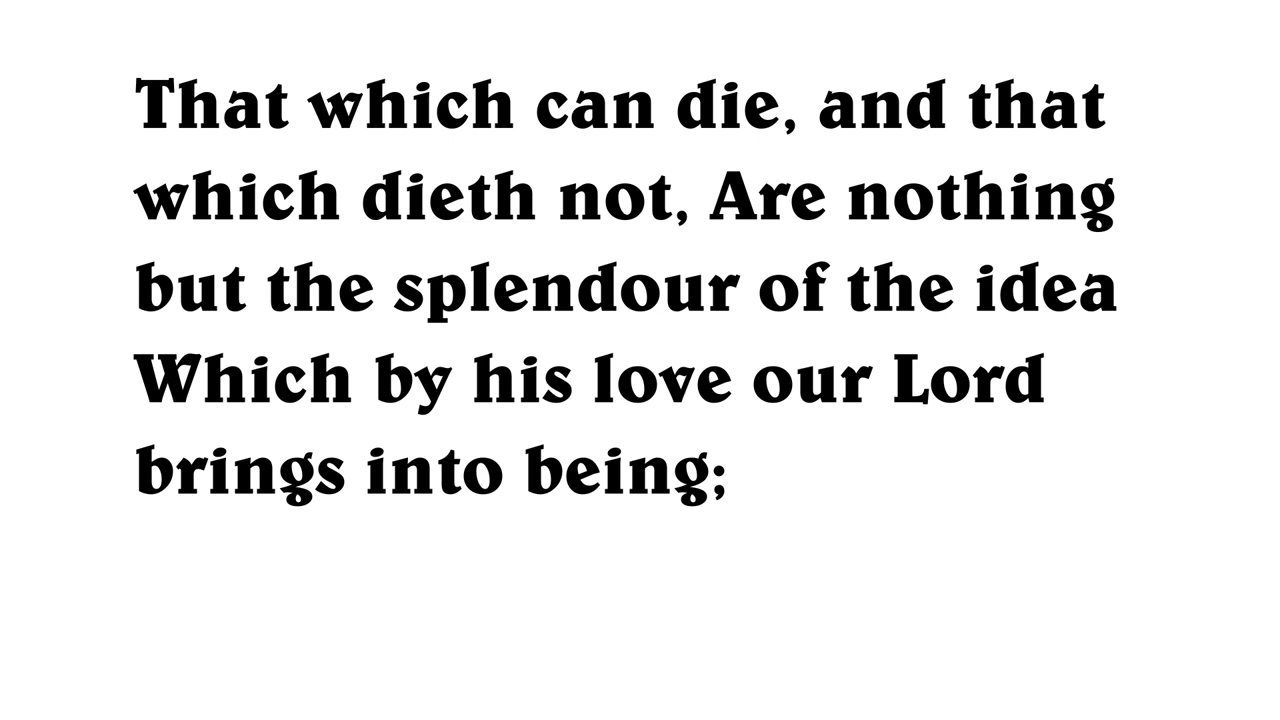 That which can die, and that
which dieth not, Are nothing
but the splendour of the idea
Which by his love our Lord
brings into being;